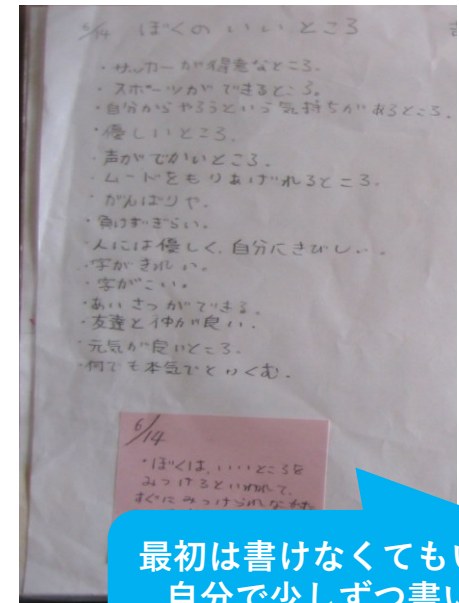 6/14 ぼくのいいところ
・サッカーが得意なところ.
・スポーツができるところ。
・自分からやろうという気持ちがあれるところ.
・優しいところ.
・声がでかいところ.
・ムードをもりあげれるところ.
・がんばりや.
・負けずぎらい.
・人には優しく、自分にきびしい.
・字がきれい.
・字がこい.
・あいさつができる.
・友達と仲が良い.
・元気が良いところ.
・何でも本気でとりくむ.
6/14
・ぼくは、いいところを
みつけるといわれて、
すぐにみつけられ
最初は書けなくても
自分で少しずつ書い